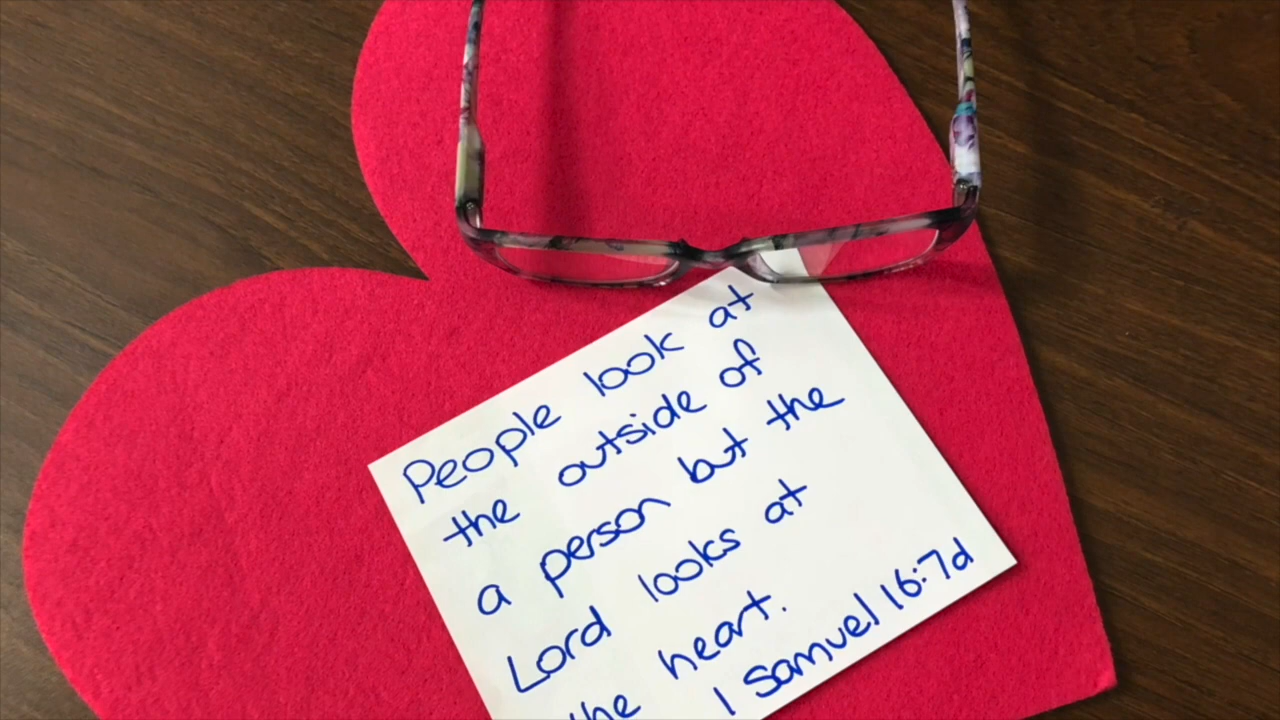 People look at
the outside of
a person but the
Lord looks at
the heart.
1 Samuel 16:7d